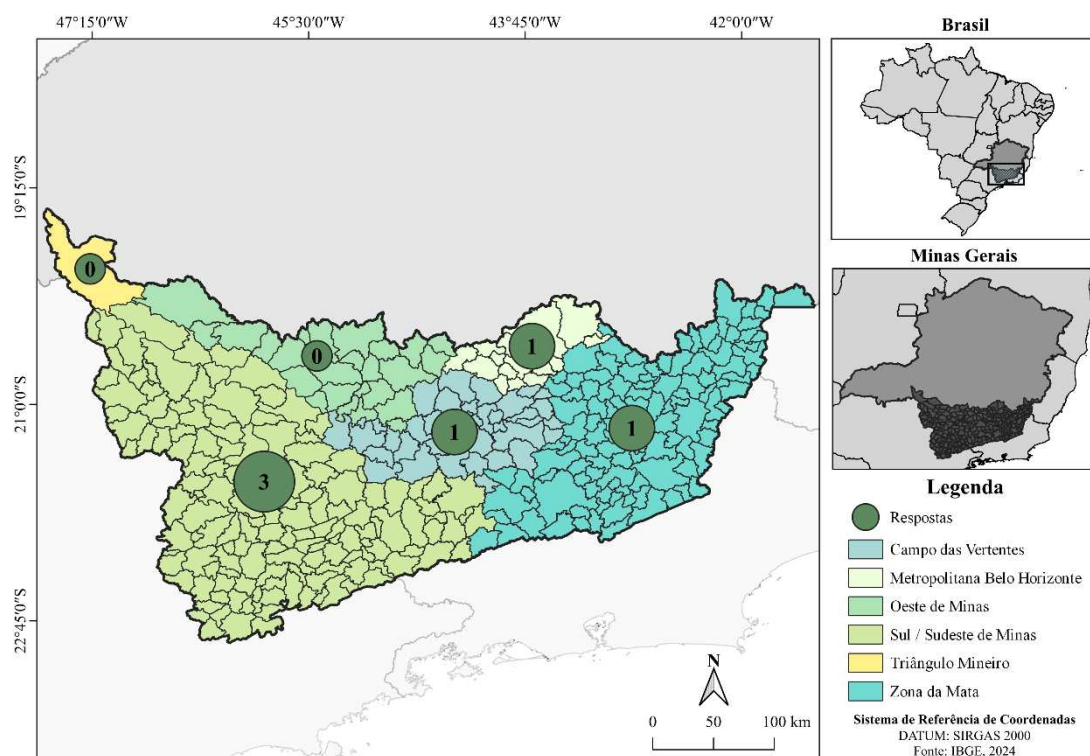 47°15'0"W
45°30'0"W
43°45'0"W
42°0'0"W
19°15'0"S
21°0'0"S
22°45'0"S
0
0
1
1
1
3
N
0 50 100 km
Brasil
Minas Gerais
Legenda
Respostas
Campo das Vertentes
Metropolitana Belo Horizonte
Oeste de Minas
Sul / Sudeste de Minas
Triângulo Mineiro
Zona da Mata
Sistema de Referência de Coordenadas
DATUM: SIRGAS 2000
Fonte: IBGE, 2024